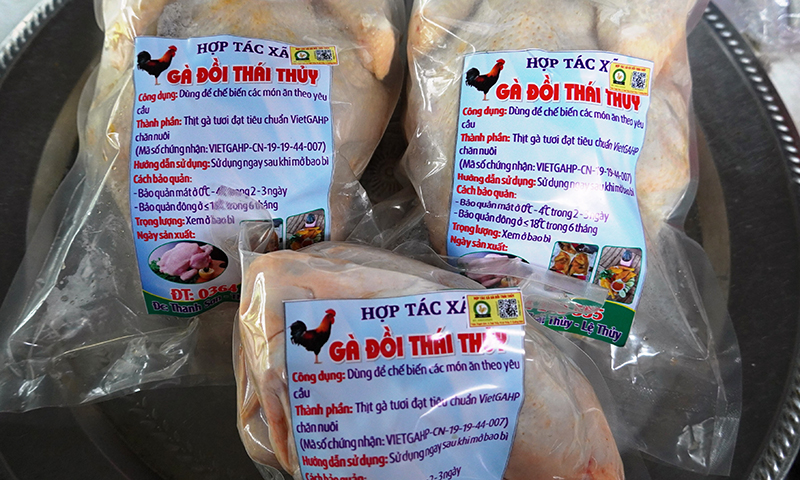 HỢP TÁC XÃ
GÀ ĐỒI THÁI THỦY
Công dụng: Dùng để chế biến các món ăn theo yêu
cầu
Thành phần: Thịt gà tươi đạt tiêu chuẩn VietGAHP
chăn nuôi
(Mã số chứng nhận: VIETGAHP-CN-19-19-44-007)
Hướng dẫn sử dụng: Sử dụng ngay sau khi mở bao bì
Cách bảo quản:
- Bảo quản mát ở 0°C - 4°C trong 2 - 3 ngày
- Bảo quản đông ở ≤ 18°C trong 6 tháng
Trọng lượng: Xem ở bao bì
Ngày sản xuất:
ĐT: 0364
HỢP TÁC XÃ
GÀ ĐỒI THÁI THỦY
Công dụng: Dùng để chế biến các món ăn theo yêu
cầu
Thành phần: Thịt gà tươi đạt tiêu chuẩn VietGAHP
chăn nuôi
(Mã số chứng nhận: VIETGAHP-CN-19-19-44-007)
Hướng dẫn sử dụng: Sử dụng ngay sau khi mở bao bì
Cách bảo quản:
- Bảo quản mát ở 0°C - 4°C trong 2 - 3 ngày
- Bảo quản đông ở ≤ 18°C trong 6 tháng
Trọng lượng: Xem ở bao bì
Ngày sản xuất:
Thủy - Lệ Thủy
HỢP TÁC XÃ
GÀ ĐỒI THÁI THỦY
Công dụng: Dùng để chế biến các món ăn theo yêu
cầu
Thành phần: Thịt gà tươi đạt tiêu chuẩn VietGAHP
chăn nuôi
(Mã số chứng nhận: VIETGAHP-CN-19-19-44-007)
Hướng dẫn sử dụng: Sử dụng ngay sau khi mở bao bì
Cách bảo quản:
2 - 3 ngày